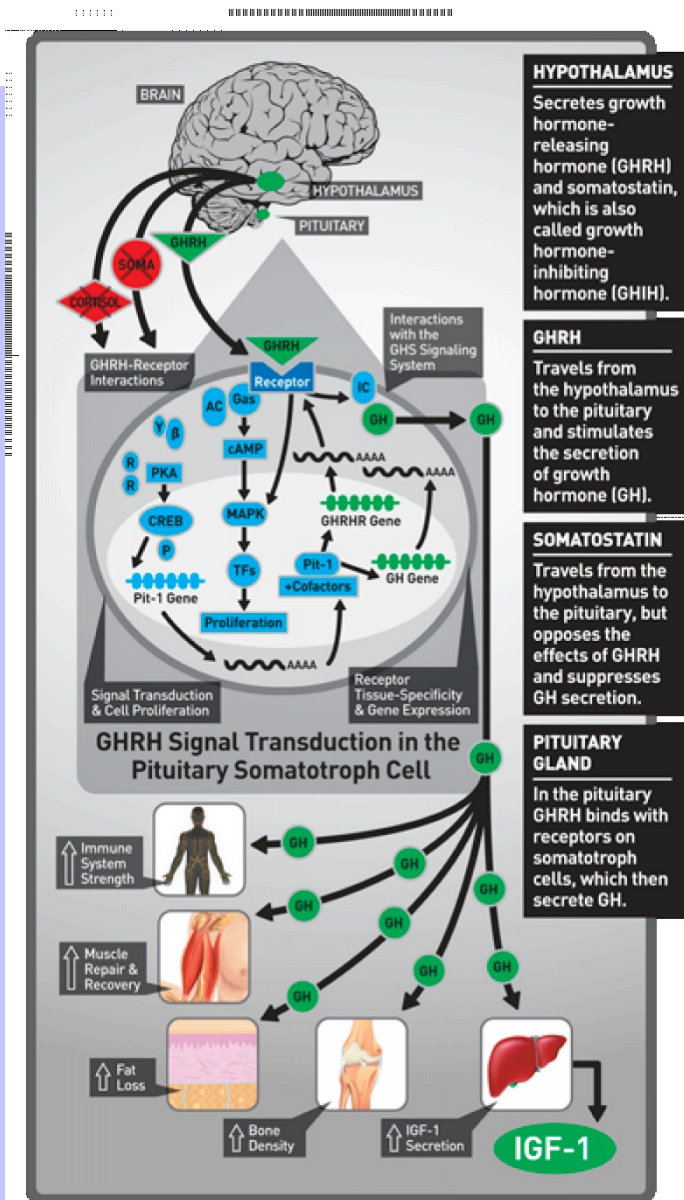 BRAIN
HYPOTHALAMUS
PITUITARY
GHRH
SOMA
CORTISOL
GHRH-Receptor
Interactions
Interactions
with the
GHS Signaling
System
GHRH
Receptor
IC
AC
Gas
GH
GH
γ
β
cAMP
AAAA
AAAA
R
R
PKA
MAPK
GHRHR Gene
CREB
P
Pit-1 Gene
TFs
Pit-1
+Cofactors
GH Gene
Proliferation
AAAA
Signal Transduction
& Cell Proliferation
Receptor
Tissue-Specificity
& Gene Expression
GHRH Signal Transduction in the
Pituitary Somatotroph Cell
GH
GH
GH
GH
GH
GH
GH
GH
GH
Immune
System
Strength
Muscle
Repair &
Recovery
Fat
Loss
Bone
Density
IGF-1
Secretion
IGF-1
HYPOTHALAMUS
Secretes growth
hormone-
releasing
hormone (GHRH)
and somatostatin,
which is also
called growth
hormone-
inhibiting
hormone (GHIH).
GHRH
Travels from
the hypothalamus
to the pituitary
and stimulates
the secretion
of growth
hormone (GH).
SOMATOSTATIN
Travels from the
hypothalamus to
the pituitary, but
opposes the
effects of GHRH
and suppresses
GH secretion.
PITUITARY
GLAND
In the pituitary
GHRH binds with
receptors on
somatotroph
cells, which then
secrete GH.